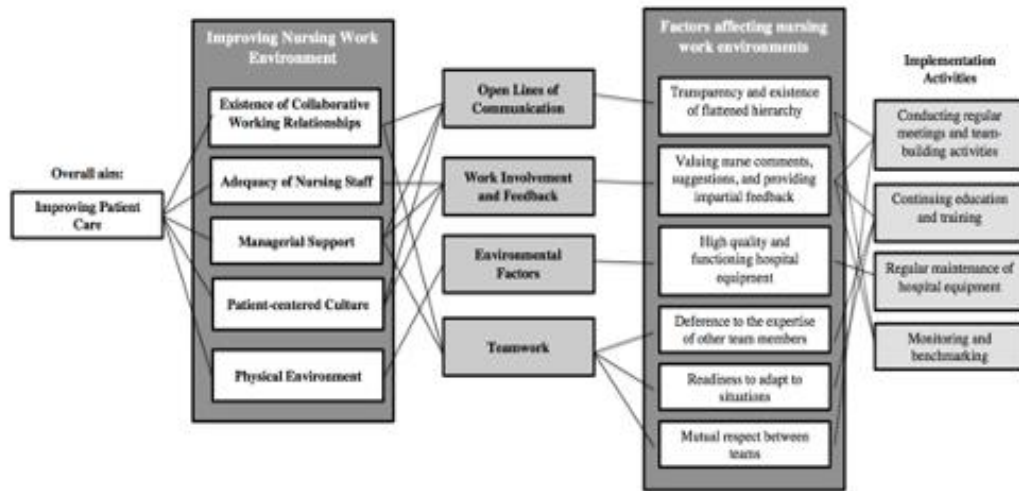 Overall aim:
Improving Patient
Care
Improving Nursing Work
Environment
Existence of Collaborative
Working Relationships
Adequacy of Nursing Staff
Managerial Support
Patient-centered Culture
Physical Environment
Open Lines of
Communication
Work Involvement
and Feedback
Environmental
Factors
Teamwork
Factors affecting nursing
work environments
Transparency and existence
of flattened hierarchy
Valuing nurse comments,
suggestions, and providing
impartial feedback
High quality and
functioning hospital
equipment
Deference to the expertise
of other team members
Readiness to adapt to
situations
Mutual respect between
teams
Implementation
Activities
Conducting regular
meetings and team-
building activities
Continuing education
and training
Regular maintenance of
hospital equipment
Monitoring and
benchmarking